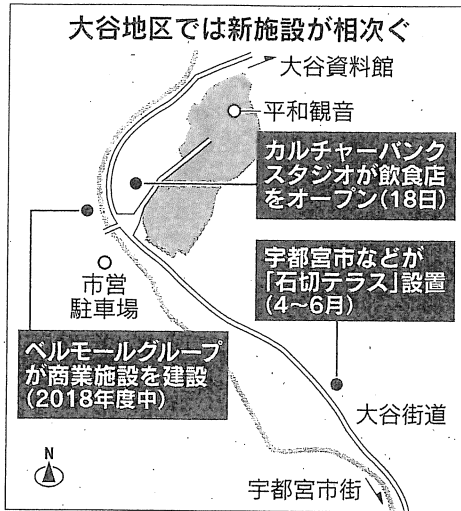 大谷地区では新施設が相次ぐ
大谷資料館
平和観音
カルチャーバンク
スタジオが飲食店
をオープン(18日)
宇都宮市などが
「石切テラス」設置
(4〜6月)
市営
駐車場
ベルモールグループ
が商業施設を建設
(2018年度中)
大谷街道
N
宇都宮市街